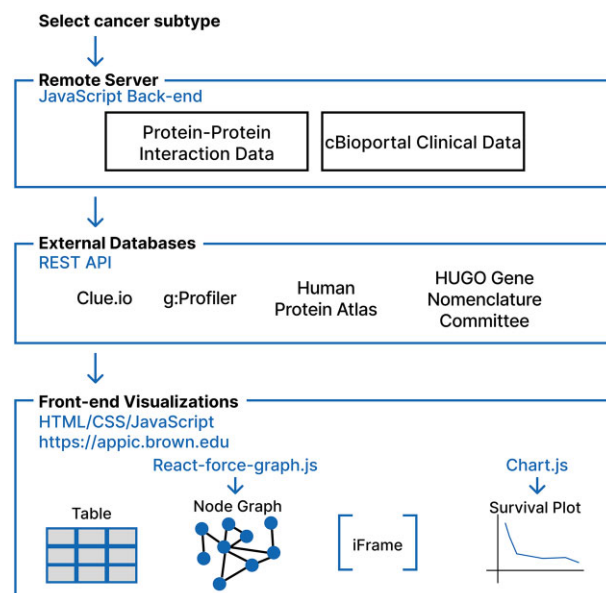 Select cancer subtype
Remote Server
JavaScript Back-end
Protein-Protein
Interaction Data
cBioportal Clinical Data
External Databases
REST API
Clue.io
g:Profiler
Human
Protein Atlas
HUGO Gene
Nomenclature
Committee
Front-end Visualizations
HTML/CSS/JavaScript
https://appic.brown.edu
React-force-graph.js
Chart.js
Table
Node Graph
iFrame
Survival Plot